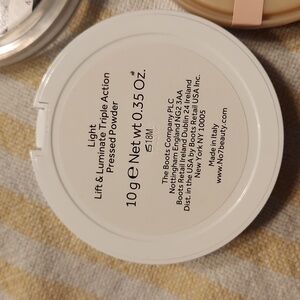 Light
Lift & Luminate Triple Action
Pressed Powder
10 g e Net wt 0.35 Oz.
18M
The Boots Company PLC
Nottingham England NG2 3AA
Boots Retail Ireland Dublin 24 Ireland
Dist. in the USA by Boots Retail USA Inc.
New York NY 10005
Made in Italy
www.No7beauty.com